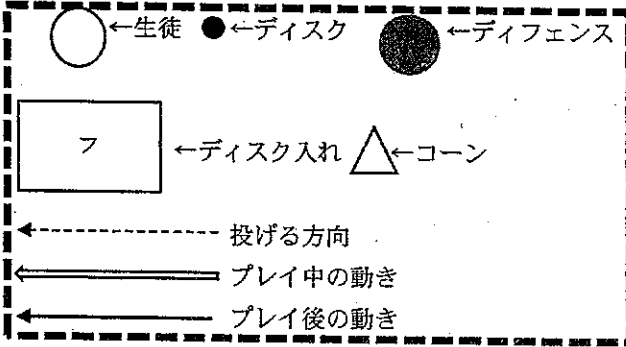 ←生徒 ←ディスク ←ディフェンス
フ ←ディスク入れ ←コーン
投げる方向
プレイ中の動き
プレイ後の動き